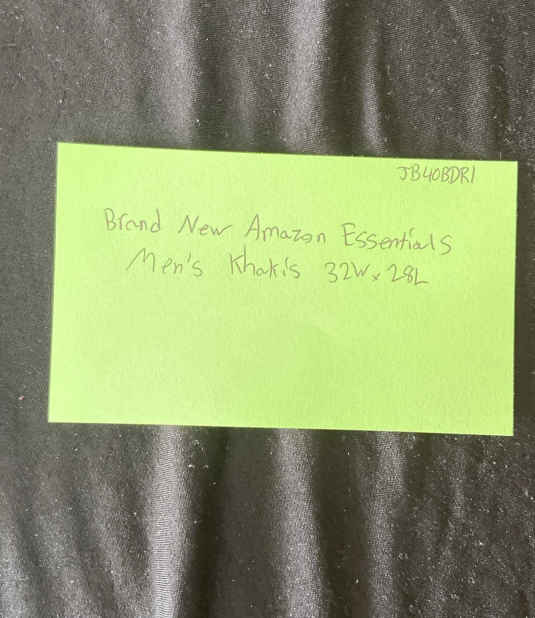 JB40BDR1
Brand New Amazon Essentials
Men's Khakis 32W x 28L